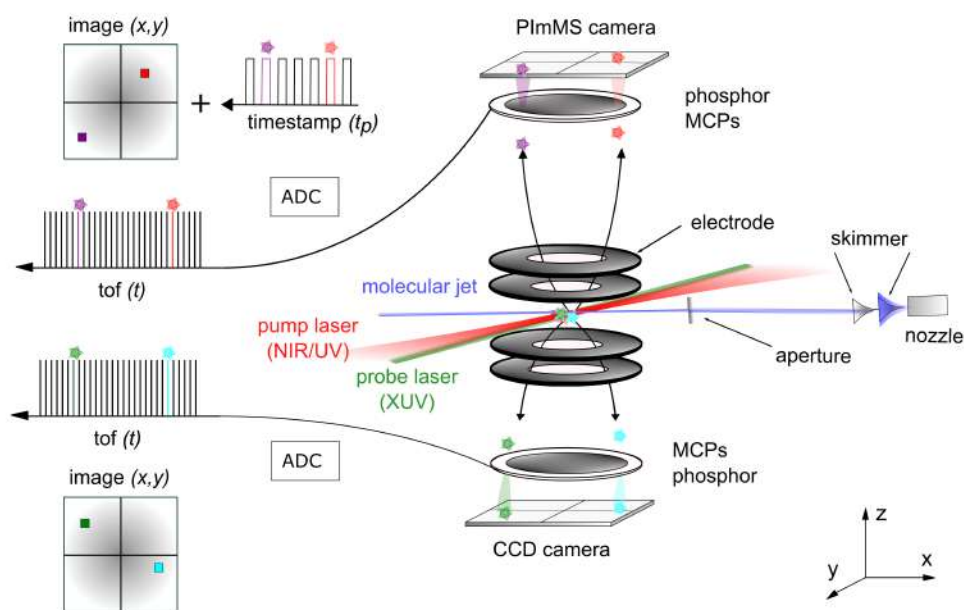 image (x,y)
+
timestamp (tp)
ADC
tof (t)
PImMS camera
phosphor
MCPs
electrode
skimmer
molecular jet
pump laser
(NIR/UV)
probe laser
(XUV)
aperture
nozzle
tof (t)
ADC
image (x,y)
MCPs
phosphor
CCD camera
z
y
x